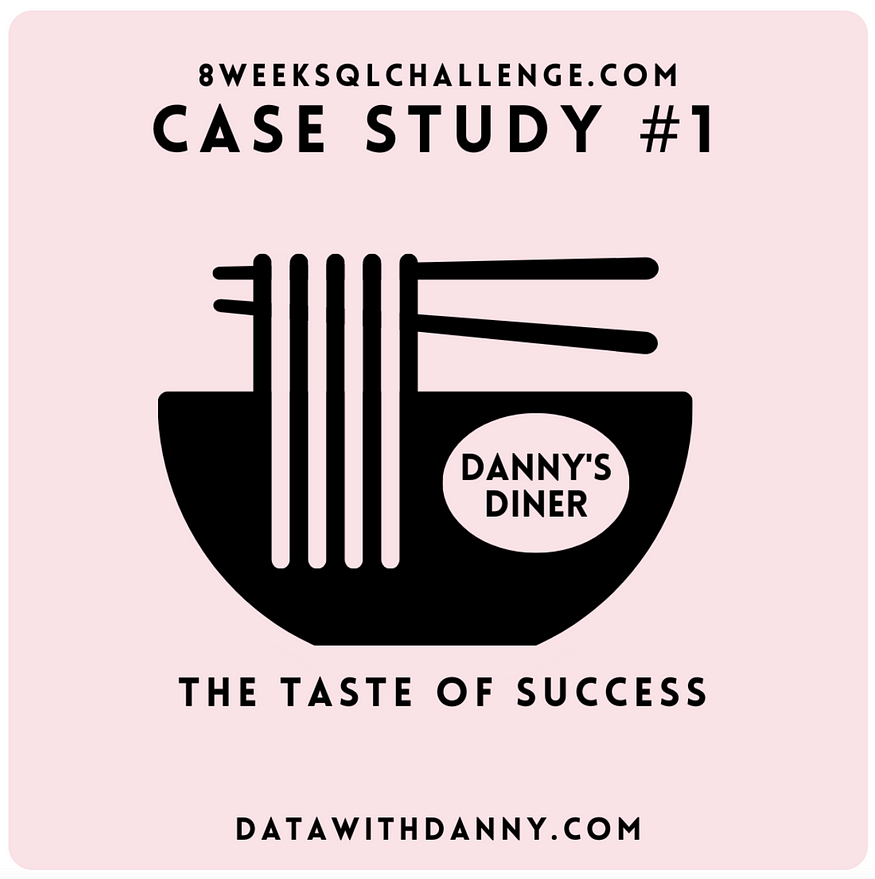 8WEEKSQLCHALLENGE.COM
CASE STUDY #1
DANNY'S
DINER
THE TASTE OF SUCCESS
DATAWITHDANNY.COM